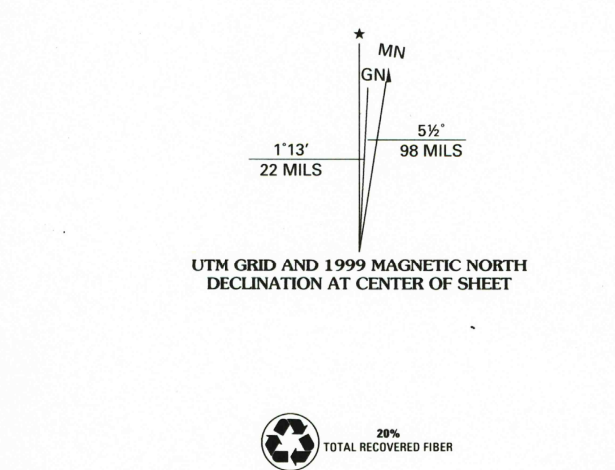 ★
MN
GN
5½°
98 MILS
1°13′
22 MILS
UTM GRID AND 1999 MAGNETIC NORTH
DECLINATION AT CENTER OF SHEET
20%
TOTAL RECOVERED FIBER